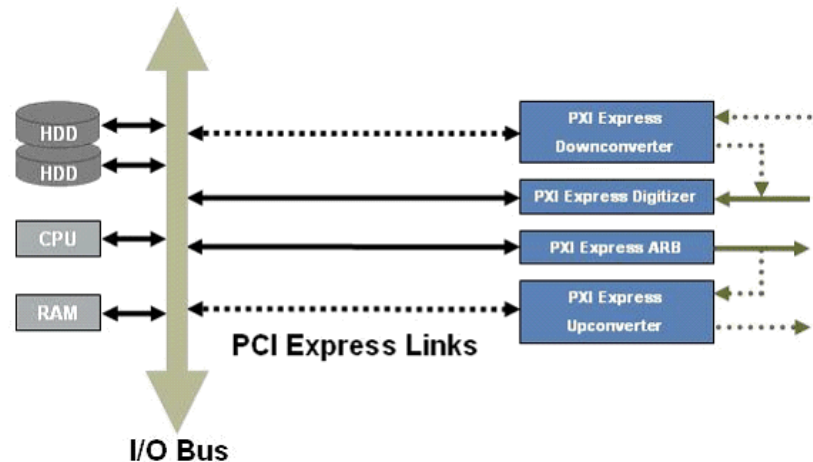 HDD
HDD
CPU
RAM
PXI Express
Downconverter
PXI Express Digitizer
PXI Express ARB
PXI Express
Upconverter
PCI Express Links
I/O Bus